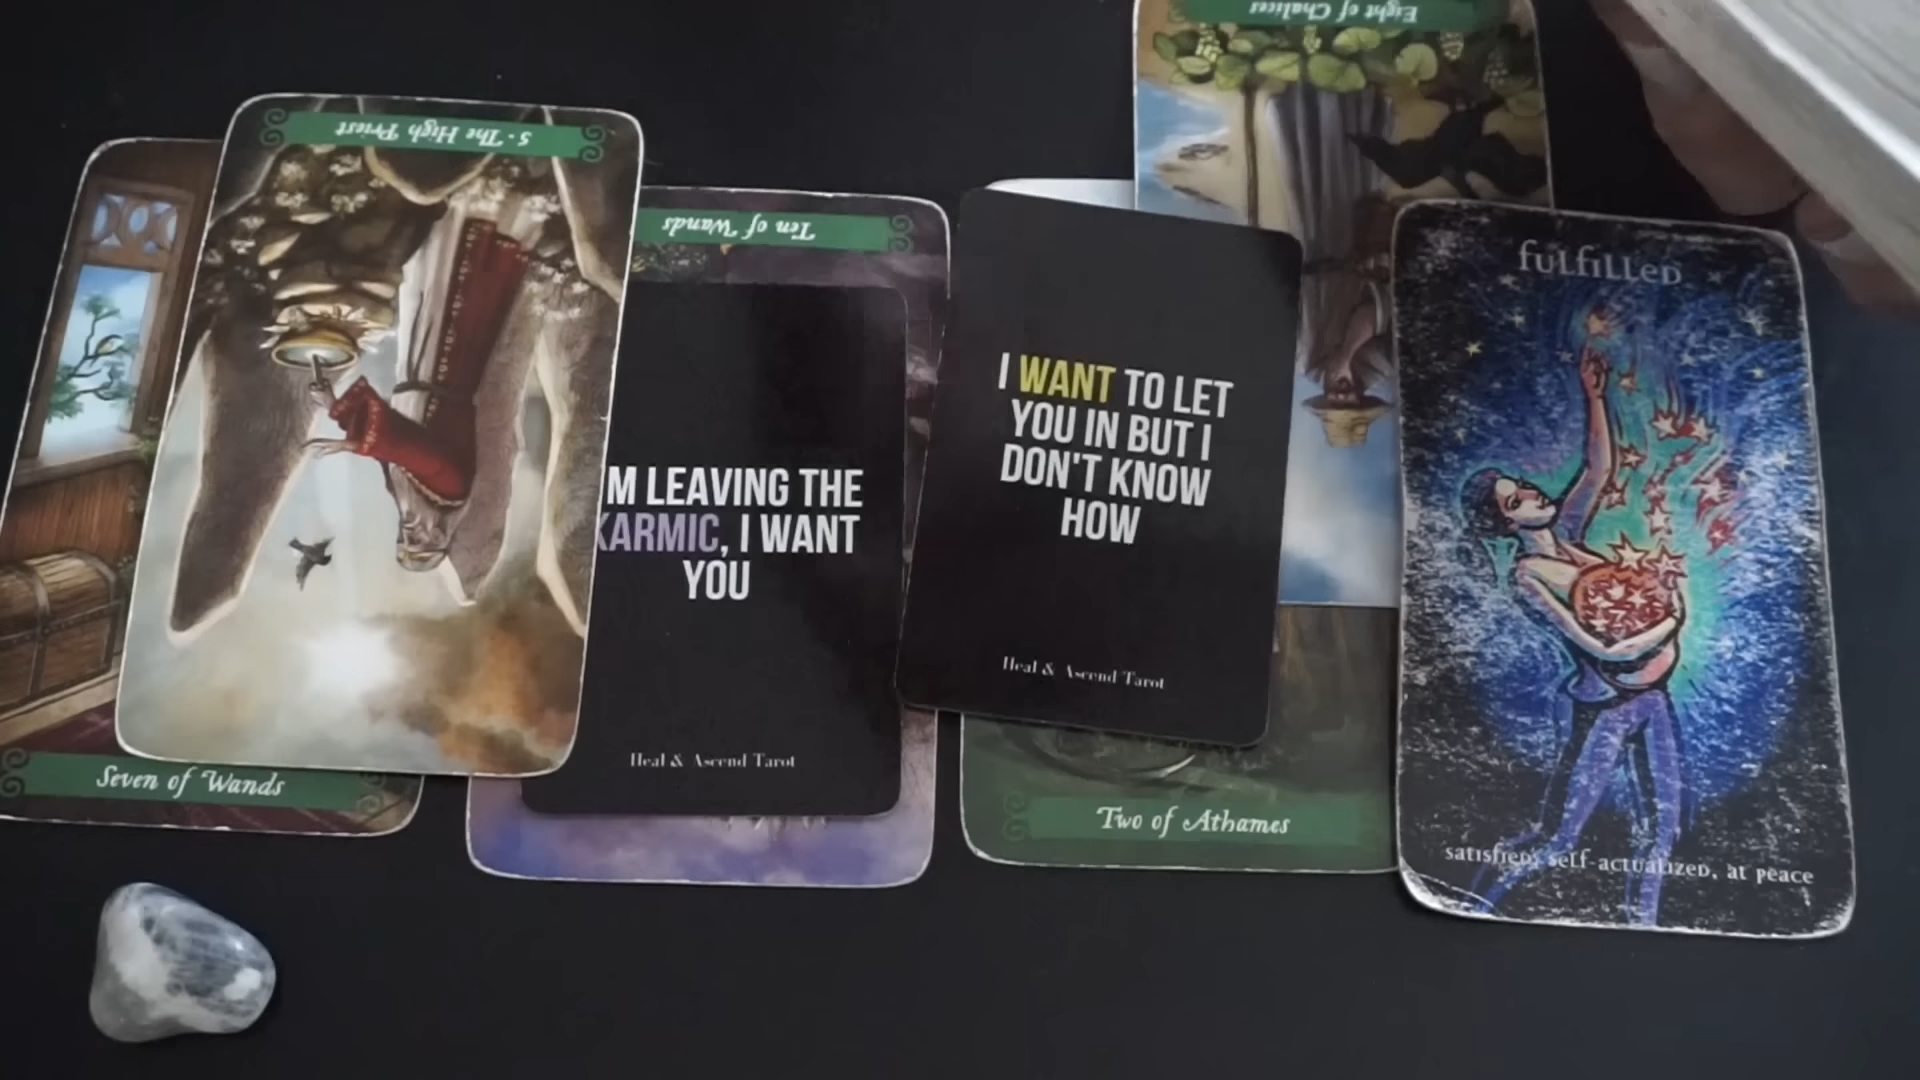 Eight of Chalices
5 - The High Priest
Ten of Wands
M LEAVING THE
KARMIC, I WANT
YOU
Heal & Ascend Tarot
I WANT TO LET
YOU IN BUT I
DON'T KNOW
HOW
Heal & Ascend Tarot
fulfilled
satisfied, self-actualized, at peace
Seven of Wands
Two of Athames